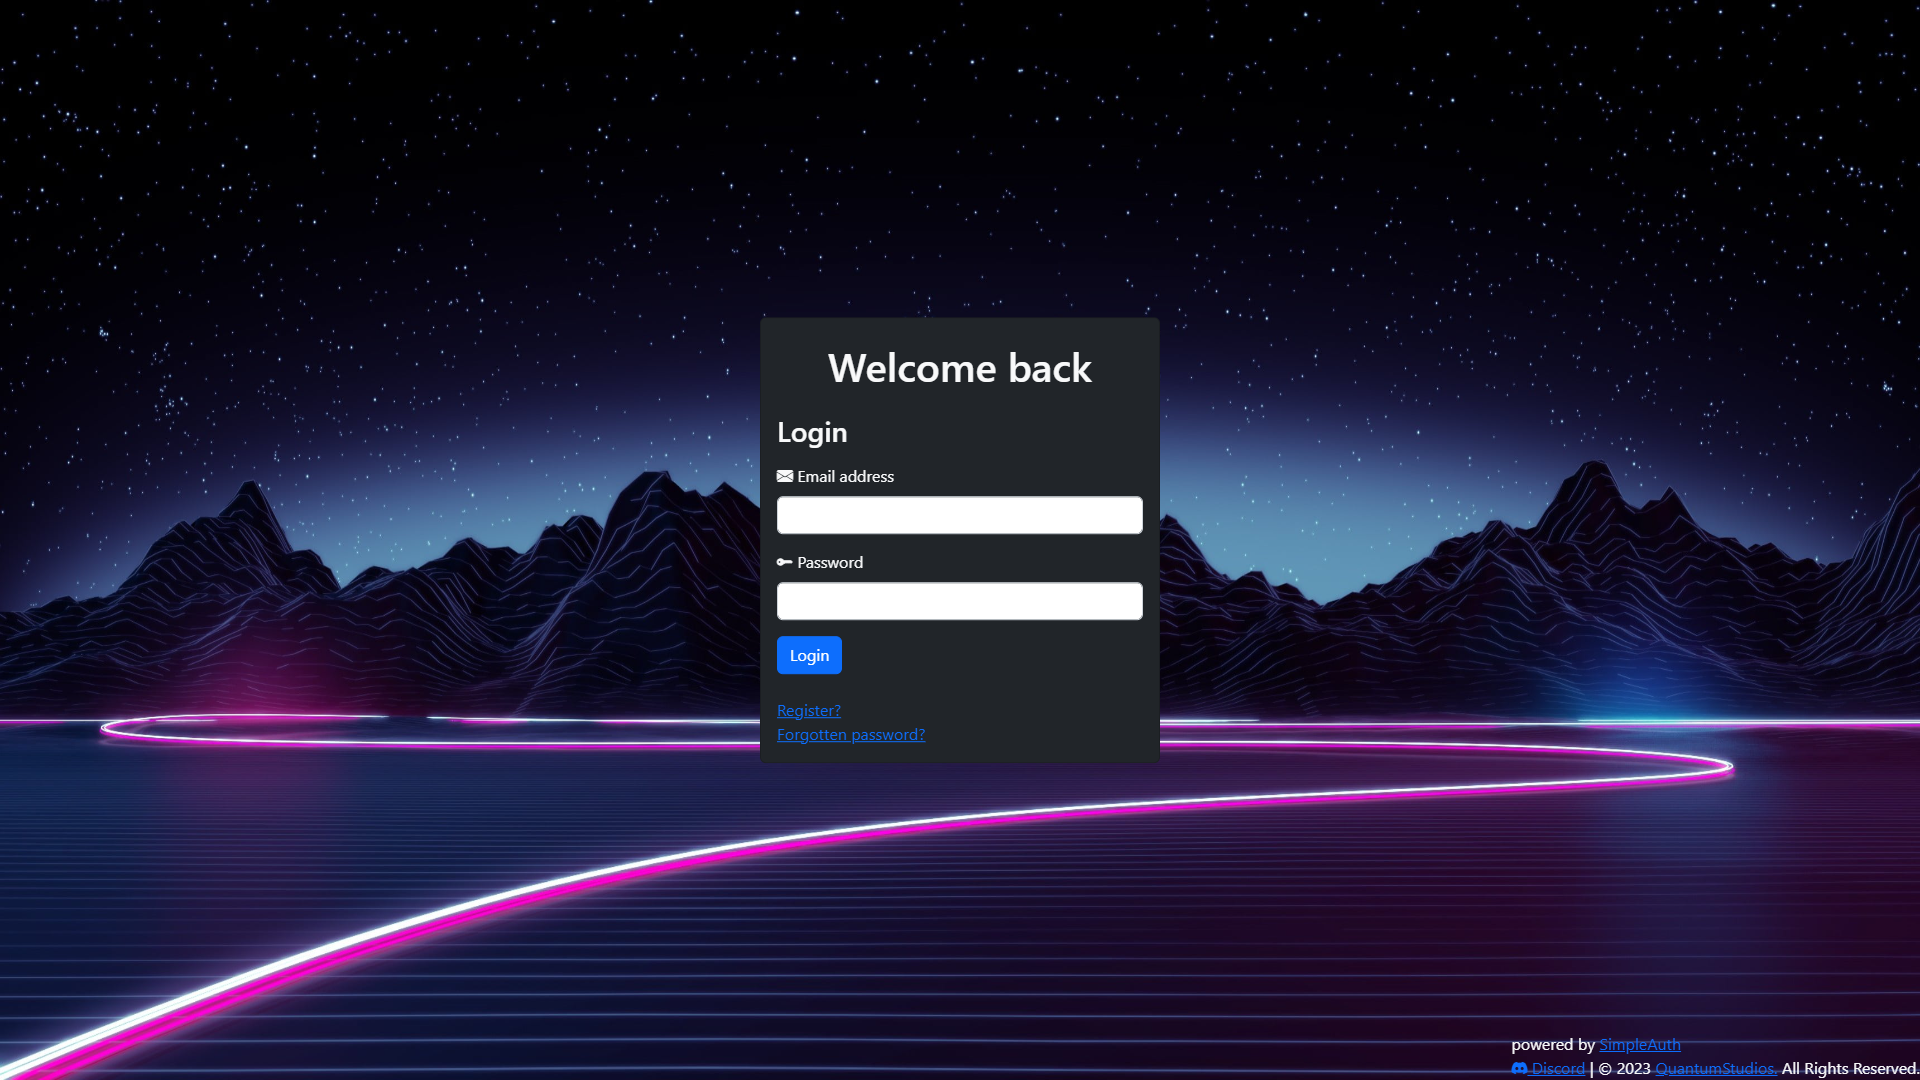 Welcome back
Login
Email address
Password
Login
Register?
Forgotten password?
powered by SimpleAuth
Discord | © 2023 QuantumStudios. All Rights Reserved.